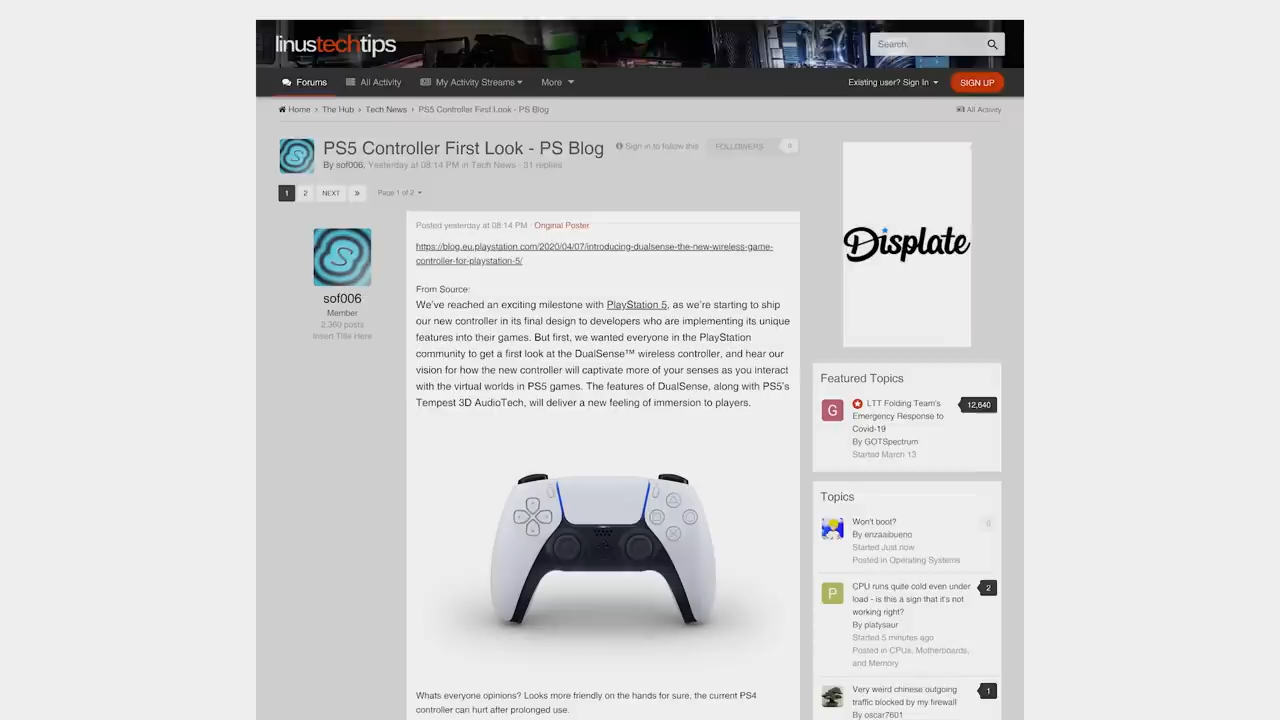 linustechtips
Search.
Forums
All Activity
My Activity Streams
More
Existing user? Sign In
SIGN UP
Home > The Hub > Tech News > PS5 Controller First Look - PS Blog
All Activity
PS5 Controller First Look - PS Blog
Sign in to follow this
FOLLOWERS
0
By sof006, Yesterday at 08:14 PM in Tech News · 31 replies
1
2
NEXT
»
Page 1 of 2
Posted yesterday at 08:14 PM · Original Poster
https://blog.eu.playstation.com/2020/04/07/introducing-dualsense-the-new-wireless-game-
controller-for-playstation-5/
sof006
Member
2,360 posts
Insert Title Here
From Source:
We've reached an exciting milestone with PlayStation 5, as we're starting to ship
our new controller in its final design to developers who are implementing its unique
features into their games. But first, we wanted everyone in the PlayStation
community to get a first look at the DualSense™ wireless controller, and hear our
vision for how the new controller will captivate more of your senses as you interact
with the virtual worlds in PS5 games. The features of DualSense, along with PS5's
Tempest 3D AudioTech, will deliver a new feeling of immersion to players.
Whats everyone opinions? Looks more friendly on the hands for sure, the current PS4
controller can hurt after prolonged use.
Displate
Featured Topics
G
LTT Folding Team's
Emergency Response to
Covid-19
By GOTSpectrum
Started March 13
12,640
Topics
Won't boot?
By enzaaibueno
Started Just now
Posted in Operating Systems
0
P
CPU runs quite cold even under
load - is this a sign that it's not
working right?
By platysaur
Started 5 minutes ago
Posted in CPUs, Motherboards,
and Memory
2
Very weird chinese outgoing
traffic blocked by my firewall
By oscar7601
1